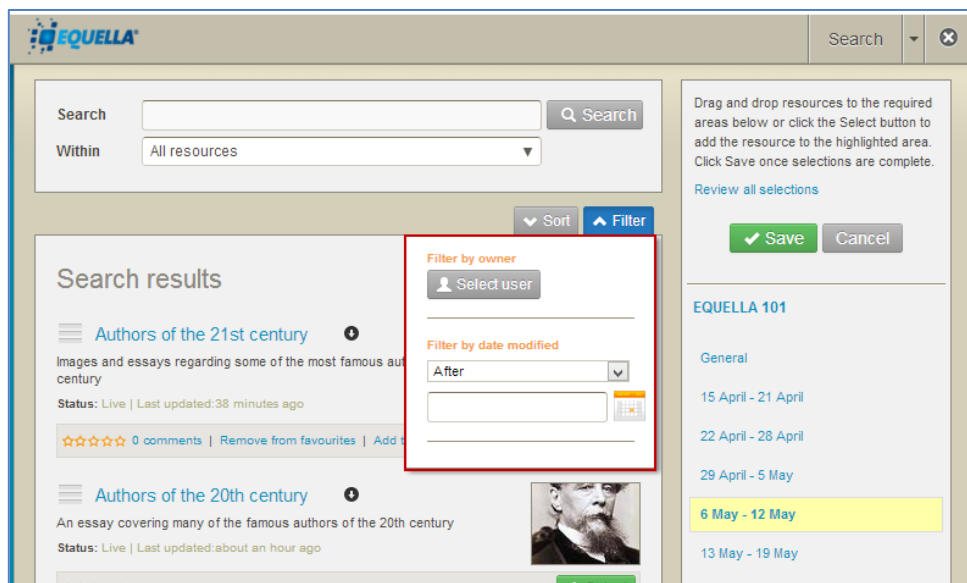 EQUELLA
Search
Search
Search
Within
All resources
Sort
Filter
Search results
Authors of the 21st century
Images and essays regarding some of the most famous
century
Status: Live | Last updated:38 minutes ago
0 comments | Remove from favourites | Add
Authors of the 20th century
An essay covering many of the famous authors of the 20th century
Status: Live | Last updated:about an hour ago
Filter by owner
Select user
Filter by date modified
After
Drag and drop resources to the required
areas below or click the Select button to
add the resource to the highlighted area.
Click Save once selections are complete.
Review all selections
Save
Cancel
EQUELLA 101
General
15 April - 21 April
22 April - 28 April
29 April - 5 May
6 May - 12 May
13 May - 19 May